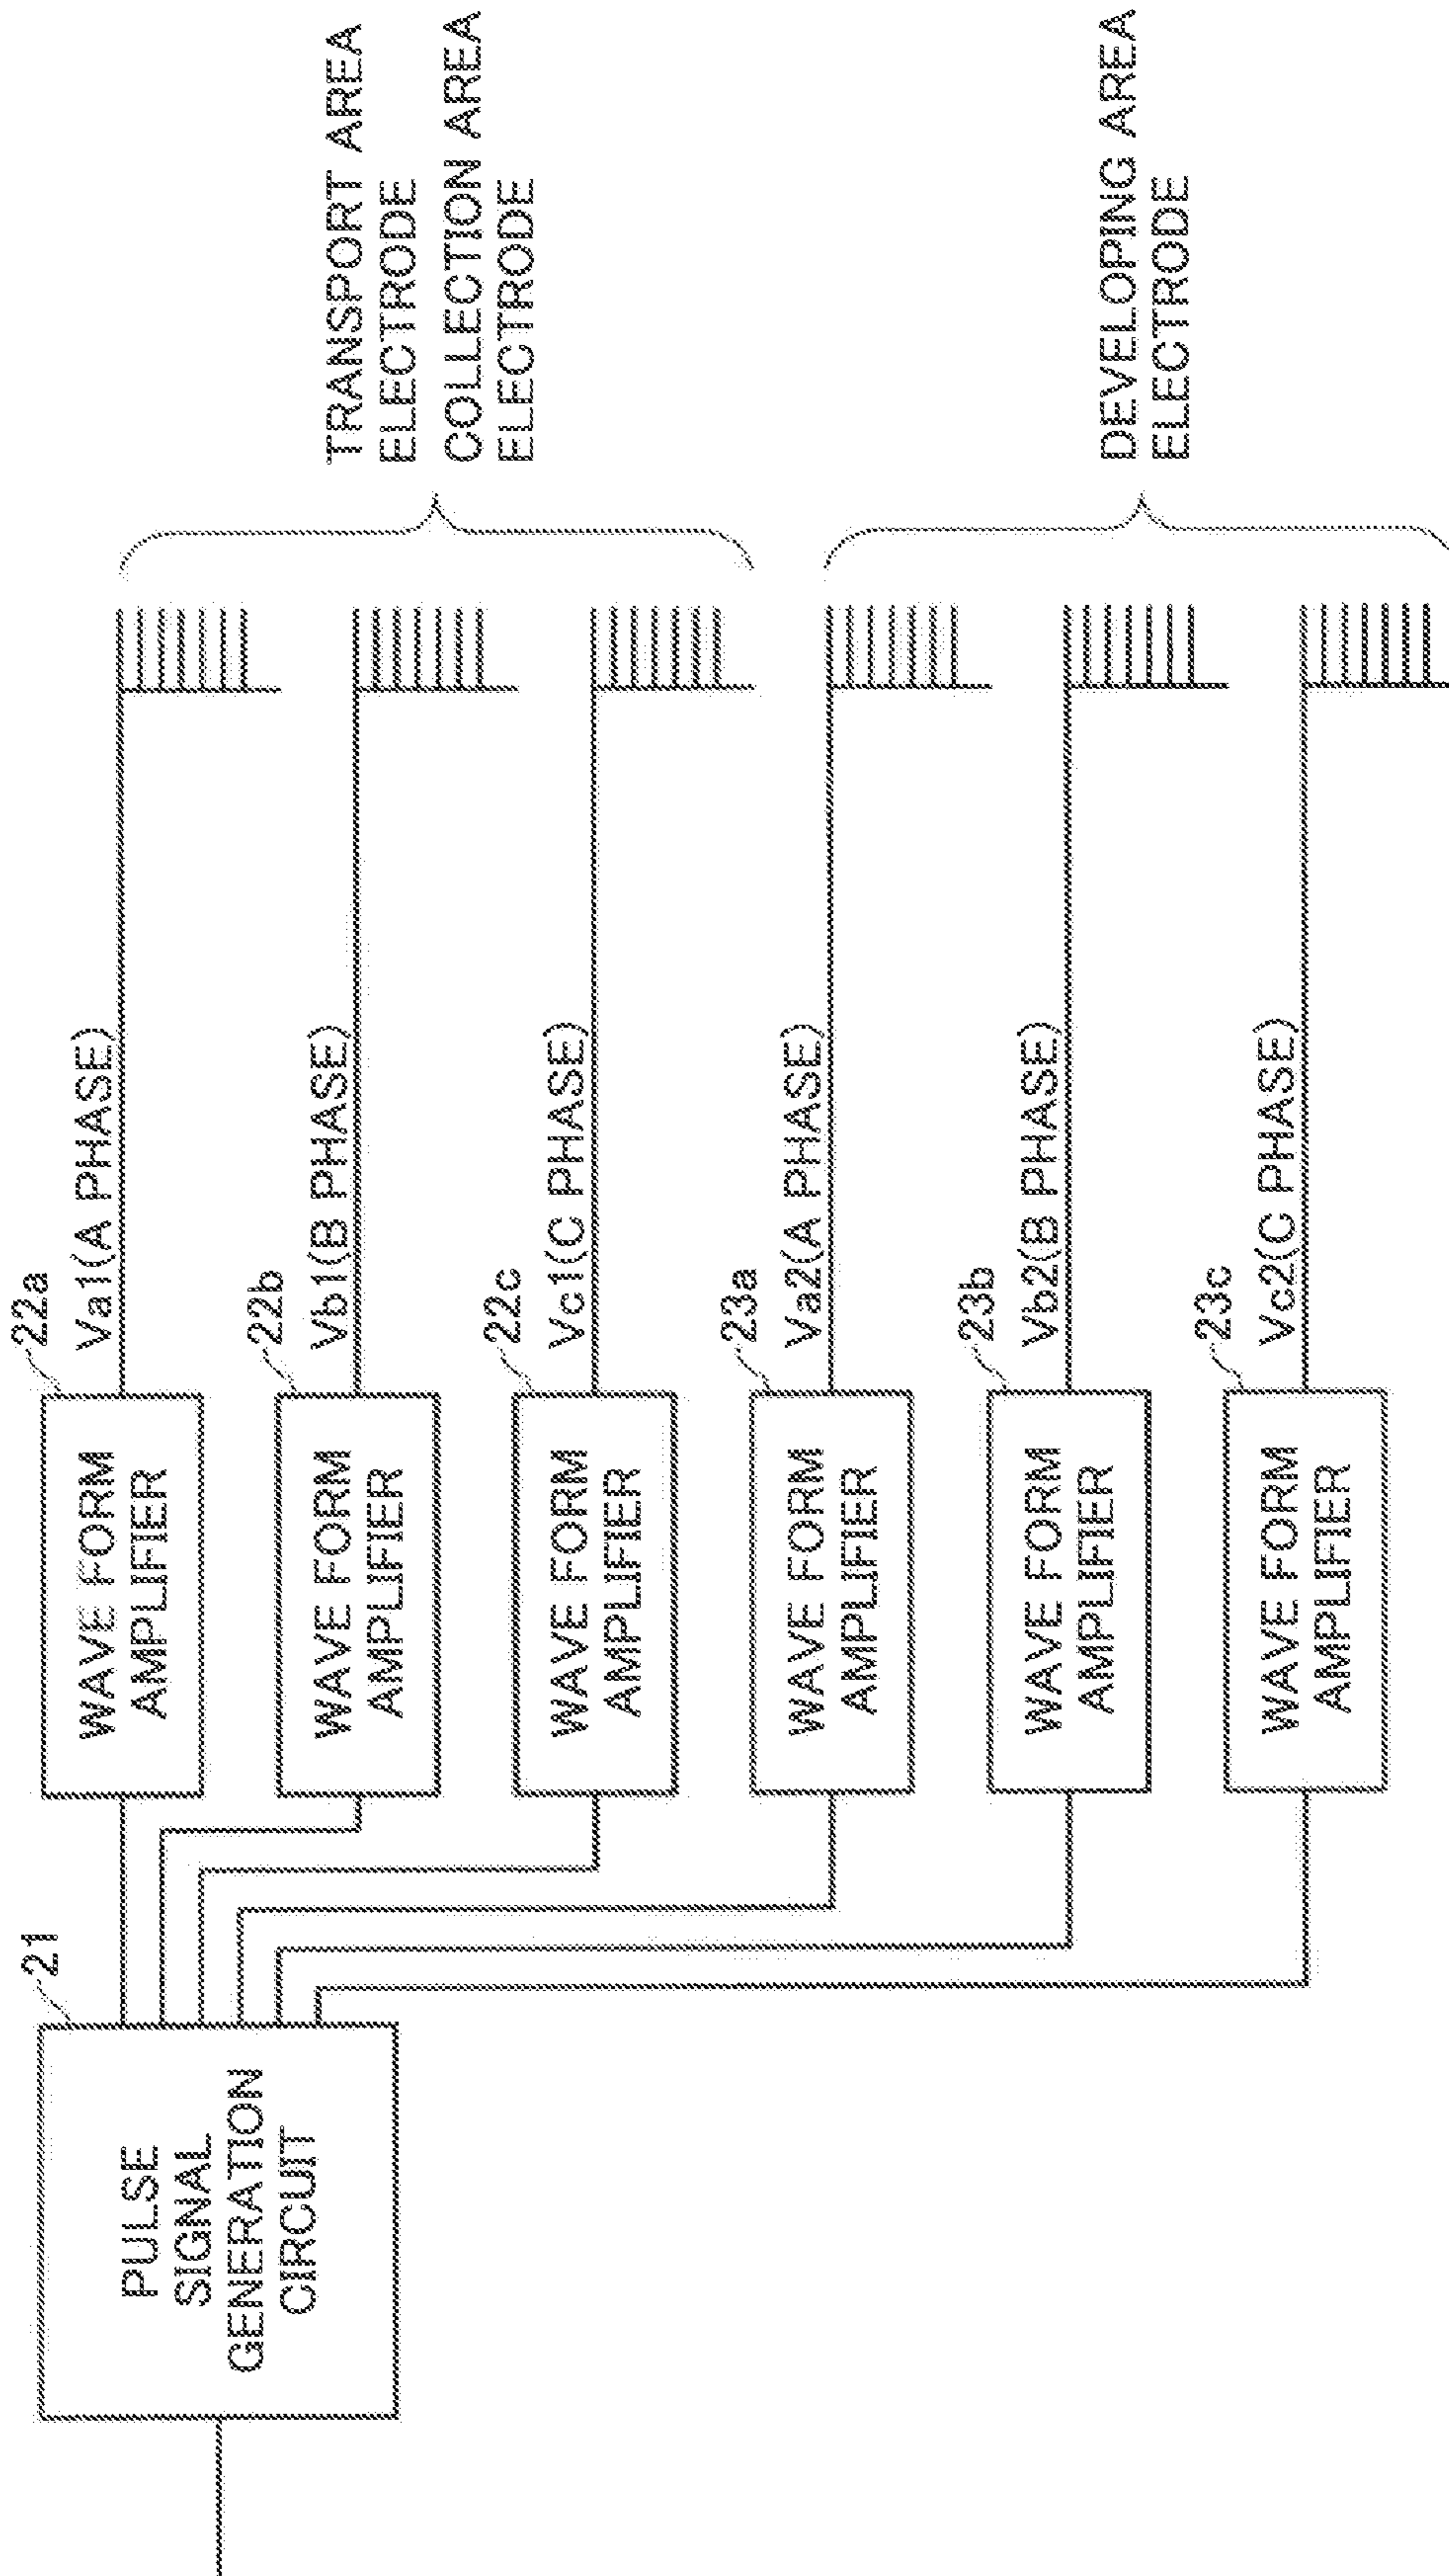 21
PULSE
SIGNAL
GENERATION
CIRCUIT
22a
WAVE FORM
AMPLIFIER
Va1(A PHASE)
22b
WAVE FORM
AMPLIFIER
Vb1(B PHASE)
22c
WAVE FORM
AMPLIFIER
Vc1(C PHASE)
23a
WAVE FORM
AMPLIFIER
Va2(A PHASE)
23b
WAVE FORM
AMPLIFIER
Vb2(B PHASE)
23c
WAVE FORM
AMPLIFIER
Vc2(C PHASE)
TRANSPORT AREA
ELECTRODE
COLLECTION AREA
ELECTRODE
DEVELOPING AREA
ELECTRODE